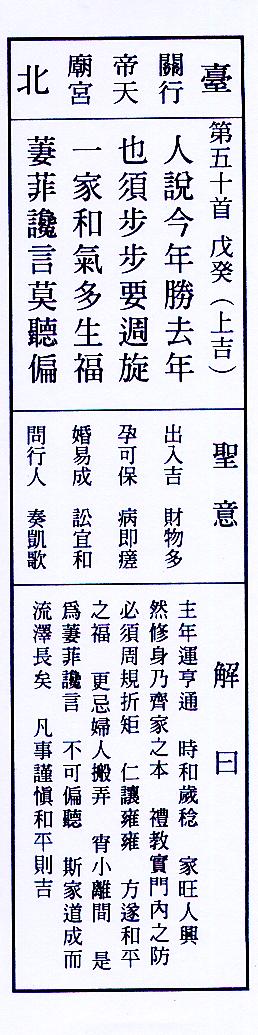 臺北
行天宮
關帝廟
第五十首 戊癸(上吉)
人說今年勝去年
也須步步要週旋
一家和氣多生福
萋菲讒言莫聽偏
聖意
出入吉 財物多
孕可保 病即瘥
婚易成 訟宜和
問行人 奏凱歌
解曰
主年運亨通 時和歲稔 家旺人興
然修身乃齊家之本 禮教實門內之防
必須周規折矩 仁讓雍雍 方遂和平
之福 更忌婦人搬弄 宵小離間 是
為萋菲讒言 不可偏聽 斯家道成而
流澤長矣 凡事謹慎和平則吉